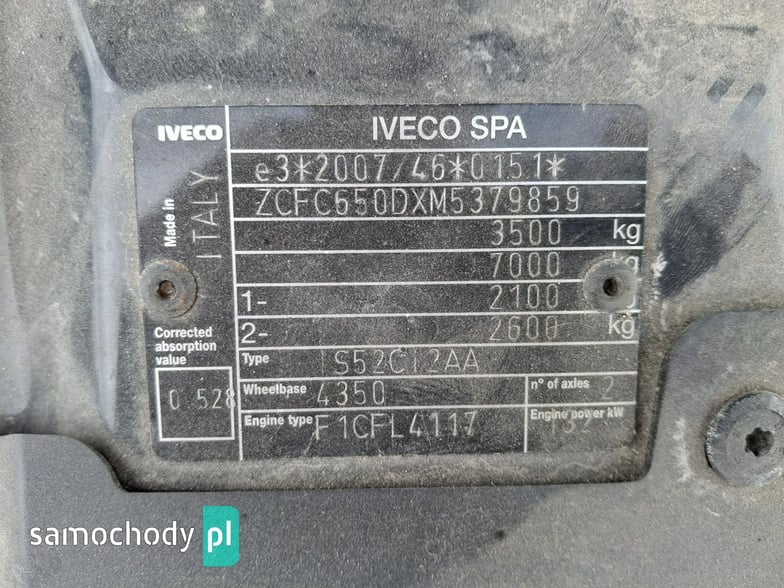 IVECO
IVECO SPA
Made in ITALY
e3*2007/46*0151*
ZCFC650DXM5379859
3500 kg
7000
1- 2100
2- 2600 kg
Corrected
absorption
value
0 528
Type IS52CI2AA
Wheelbase 4350 n° of axles 2
Engine type F1CFL4117 Engine power kW
samochody pl